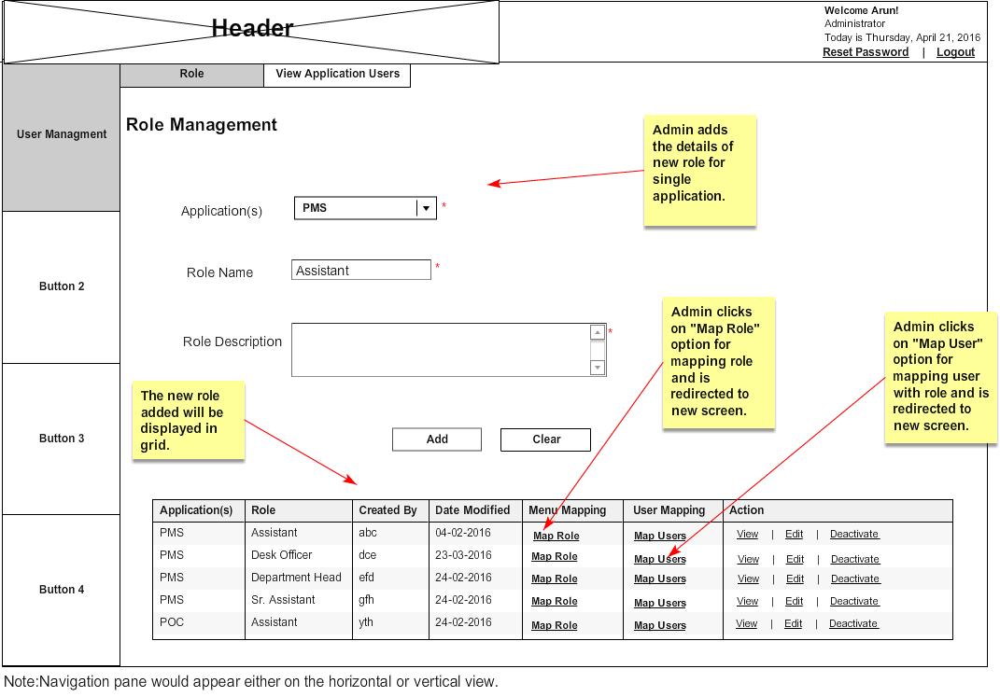 Header
Welcome Arun!
Administrator
Today is Thursday, April 21, 2016
Reset Password | Logout
Role
View Application Users
User Managment
Button 2
Button 3
Button 4
Role Management
Admin adds
the details of
new role for
single
application.
Application(s) PMS *
Role Name Assistant *
Role Description *
Admin clicks
on "Map Role"
option for
mapping role
and is
redirected to
new screen.
Admin clicks
on "Map User"
option for
mapping user
with role and is
redirected to
new screen.
The new role
added will be
displayed in
grid.
Add Clear
Application(s) Role Created By Date Modified Menu Mapping User Mapping Action
PMS Assistant abc 04-02-2016 Map Role Map Users View | Edit | Deactivate
PMS Desk Officer dce 23-03-2016 Map Role Map Users View | Edit | Deactivate
PMS Department Head efd 24-02-2016 Map Role Map Users View | Edit | Deactivate
PMS Sr. Assistant gfh 24-02-2016 Map Role Map Users View | Edit | Deactivate
POC Assistant yth 24-02-2016 Map Role Map Users View | Edit | Deactivate
Note:Navigation pane would appear either on the horizontal or vertical view.